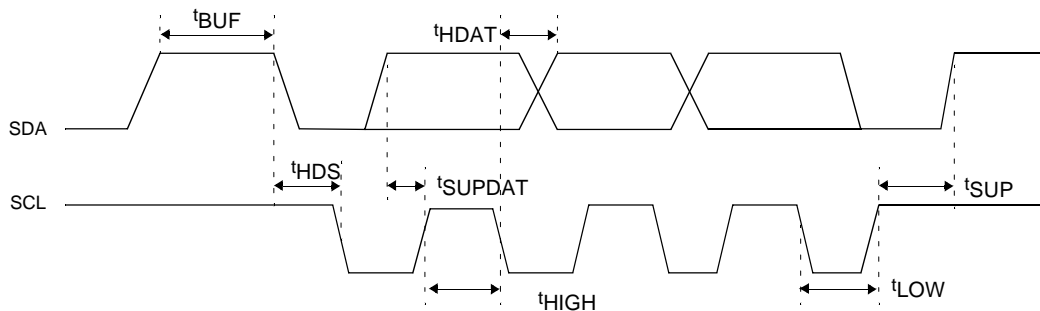 tBUF
tHDAT
SDA
tHDS
tSUPDAT
SCL
tSUP
tHIGH
tLOW